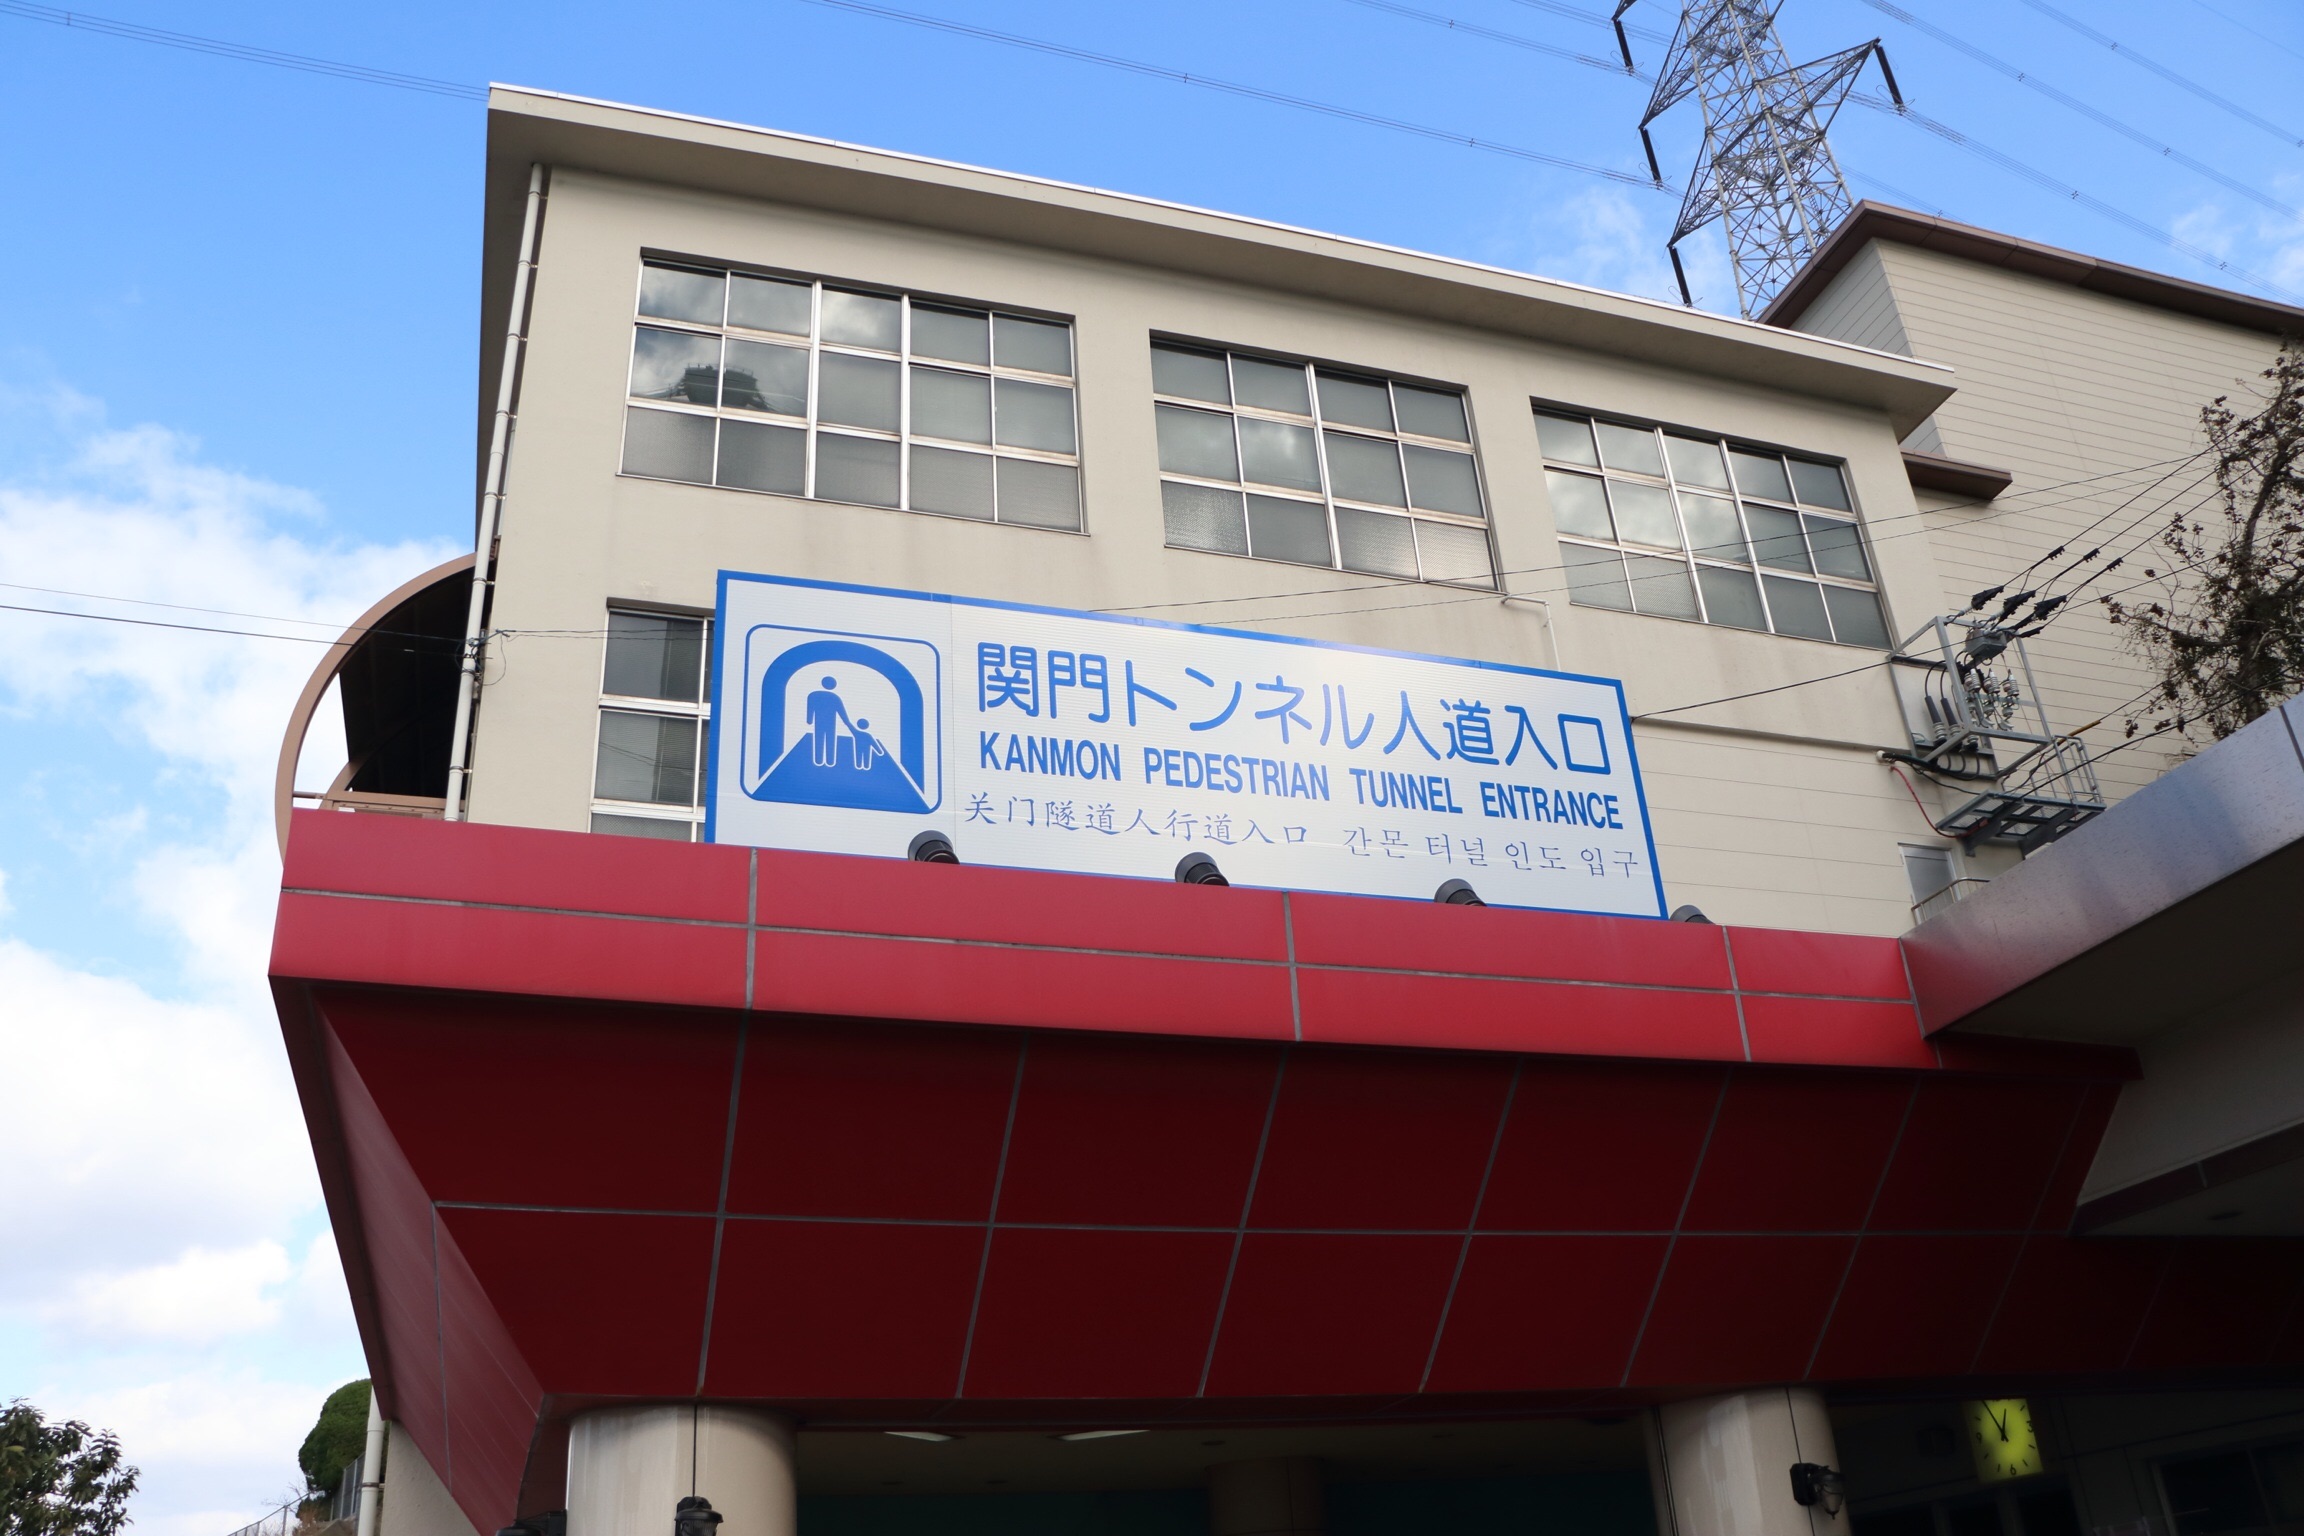 関門トンネル人道入口
KANMON PEDESTRIAN TUNNEL ENTRANCE
关门隧道人行道入口 간몬 터널 인도 입구